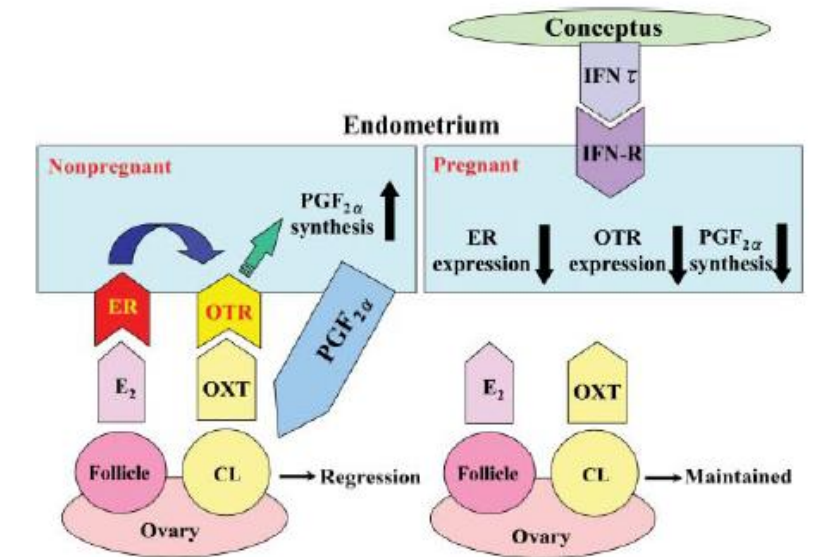 Conceptus
IFN τ
Endometrium
IFN-R
Nonpregnant
PGF2α
synthesis
ER
OTR
PGF2α
E2
OXT
Follicle
CL
Regression
Ovary
Pregnant
ER
expression
OTR
expression
PGF2α
synthesis
E2
OXT
Follicle
CL
Maintained
Ovary